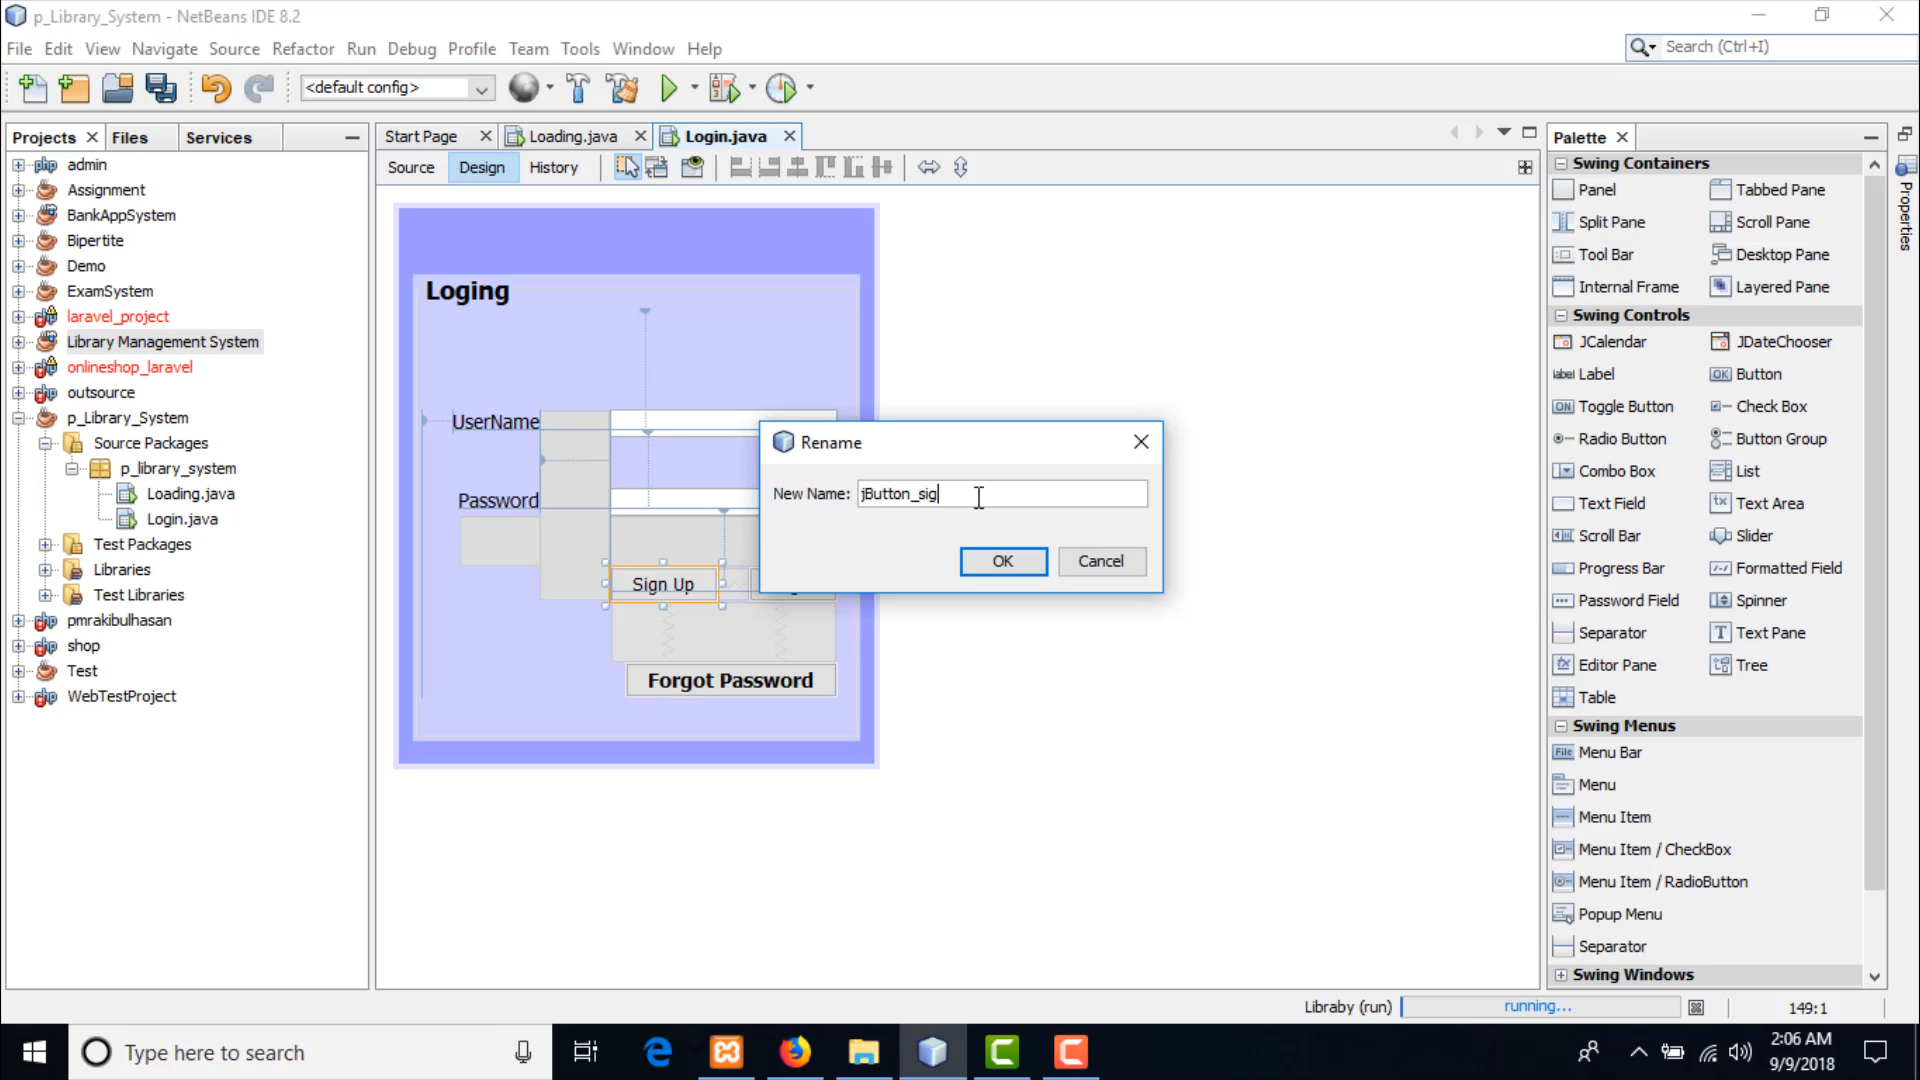 p_Library_System - NetBeans IDE 8.2
File Edit View Navigate Source Refactor Run Debug Profile Team Tools Window Help
Search (Ctrl+I)
<default config>
Projects Files Services
Start Page Loading.java Login.java
Palette
Source Design History
admin
Assignment
BankAppSystem
Bipertite
Demo
ExamSystem
laravel_project
Library Management System
onlineshop_laravel
outsource
p_Library_System
Source Packages
p_library_system
Loading.java
Login.java
Test Packages
Libraries
Test Libraries
pmrakibulhasan
shop
Test
WebTestProject
Loging
UserName
Password
Sign Up
Forgot Password
Rename
New Name: jButton_sig
OK Cancel
Swing Containers
Panel Tabbed Pane
Split Pane Scroll Pane
Tool Bar Desktop Pane
Internal Frame Layered Pane
Swing Controls
JCalendar JDateChooser
label Label OK Button
ON Toggle Button Check Box
Radio Button Button Group
Combo Box List
Text Field tx Text Area
Scroll Bar Slider
Progress Bar Formatted Field
Password Field Spinner
Separator T Text Pane
Editor Pane Tree
Table
Swing Menus
File Menu Bar
Menu
Menu Item
Menu Item / CheckBox
Menu Item / RadioButton
Popup Menu
Separator
Swing Windows
Properties
Libraby (run) running... 149:1
Type here to search
2:06 AM
9/9/2018